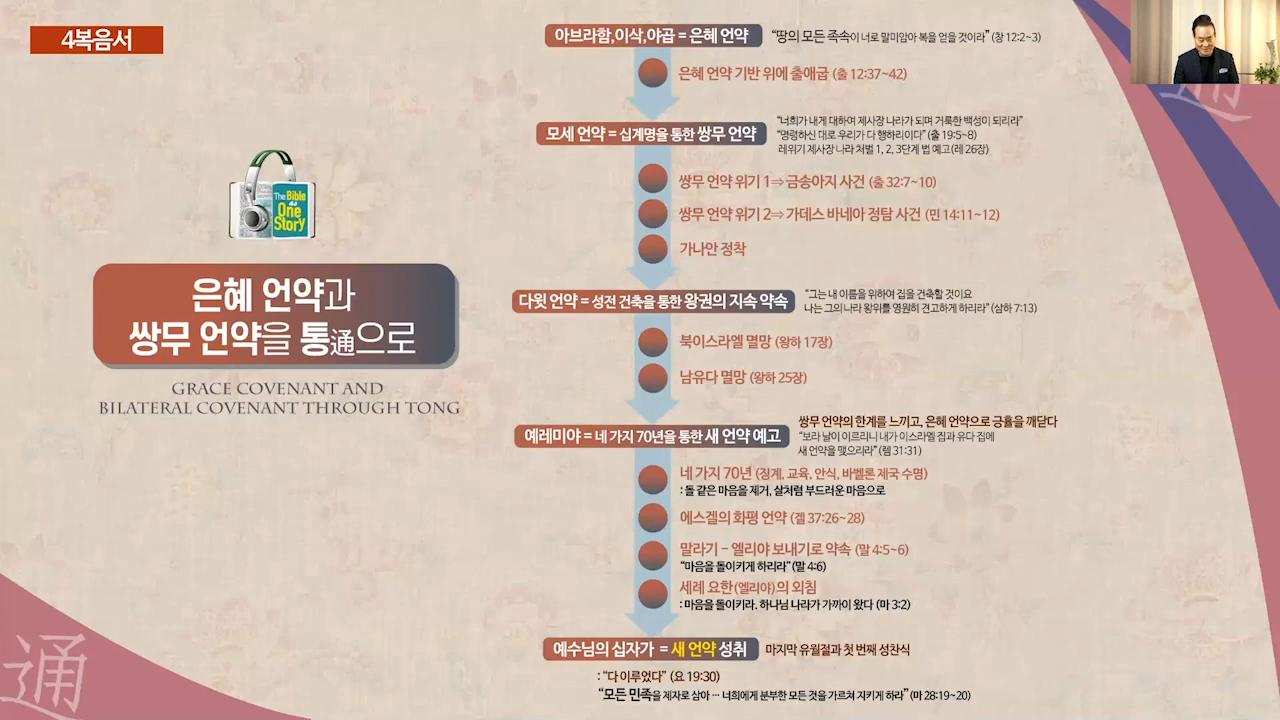 4복음서
The Bible
as
One
Story
은혜 언약과
쌍무 언약을 통通으로
GRACE COVENANT AND
BILATERAL COVENANT THROUGH TONG
아브라함,이삭,야곱 = 은혜 언약
“땅의 모든 족속이 너로 말미암아 복을 얻을 것이라” (창 12:2~3)
은혜 언약 기반 위에 출애굽 (출 12:37~42)
모세 언약 = 십계명을 통한 쌍무 언약
“너희가 내게 대하여 제사장 나라가 되며 거룩한 백성이 되리라”
“명령하신 대로 우리가 다 행하리이다” (출 19:5~8)
레위기 제사장 나라 처벌 1, 2, 3단계 법 예고 (레 26장)
쌍무 언약 위기 1⇒ 금송아지 사건 (출 32:7~10)
쌍무 언약 위기 2⇒ 가데스 바네아 정탐 사건 (민 14:11~12)
가나안 정착
다윗 언약 = 성전 건축을 통한 왕권의 지속 약속
“그는 내 이름을 위하여 집을 건축할 것이요
나는 그의 나라 왕위를 영원히 견고하게 하리라” (삼하 7:13)
북이스라엘 멸망 (왕하 17장)
남유다 멸망 (왕하 25장)
예레미야 = 네 가지 70년을 통한 새 언약 예고
쌍무 언약의 한계를 느끼고, 은혜 언약으로 긍휼을 깨닫다
“보라 날이 이르리니 내가 이스라엘 집과 유다 집에
새 언약을 맺으리라” (렘 31:31)
네 가지 70년 (징계, 교육, 안식, 바벨론 제국 수명)
: 돌 같은 마음을 제거, 살처럼 부드러운 마음으로
에스겔의 화평 언약 (겔 37:26~28)
말라기 - 엘리야 보내기로 약속 (말 4:5~6)
“마음을 돌이키게 하리라” (말 4:6)
세례 요한(엘리야)의 외침
: 마음을 돌이키라. 하나님 나라가 가까이 왔다 (마 3:2)
예수님의 십자가 = 새 언약 성취
마지막 유월절과 첫 번째 성찬식
: “다 이루었다” (요 19:30)
“모든 민족을 제자로 삼아 … 너희에게 분부한 모든 것을 가르쳐 지키게 하라” (마 28:19~20)
通
通